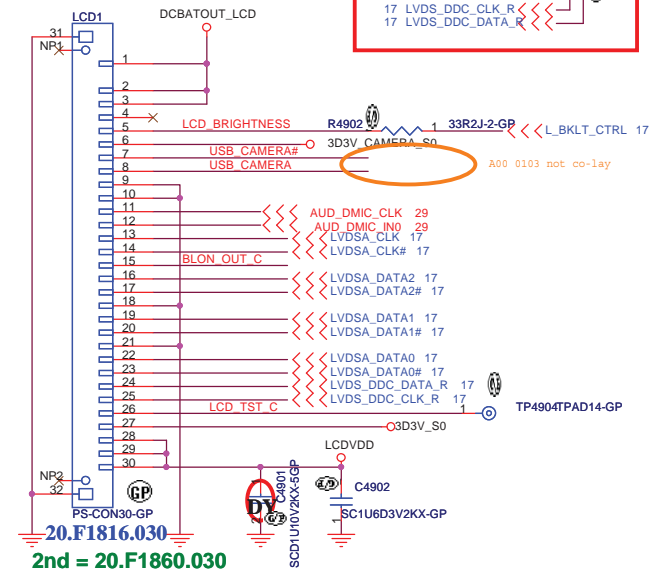 LCD1
DCBATOUT_LCD
17 LVDS_DDC_CLK_R
17 LVDS_DDC_DATA_R
31
NP1
1
2
3
4
5 LCD_BRIGHTNESS R4902 1 33R2J-2-GP L_BKLT_CTRL 17
6 3D3V_CAMERA_S0
7 USB_CAMERA#
8 USB_CAMERA A00 0103 not co-lay
9
10
11 AUD_DMIC_CLK 29
12 AUD_DMIC_IN0 29
13 LVDSA_CLK 17
14 LVDSA_CLK# 17
15 BLON_OUT_C
16 LVDSA_DATA2 17
17 LVDSA_DATA2# 17
18
19 LVDSA_DATA1 17
20 LVDSA_DATA1# 17
21
22 LVDSA_DATA0 17
23 LVDSA_DATA0# 17
24 LVDS_DDC_DATA_R 17
25 LVDS_DDC_CLK_R 17
26 LCD_TST_C 1 TP4904TPAD14-GP
27 3D3V_S0
28
29
30
LCDVDD
NP2
32
GP
DY
C4901
SCD1U10V2KX-5GP
C4902
SC1U6D3V2KX-GP
1
PS-CON30-GP
20.F1816.030
2nd = 20.F1860.030